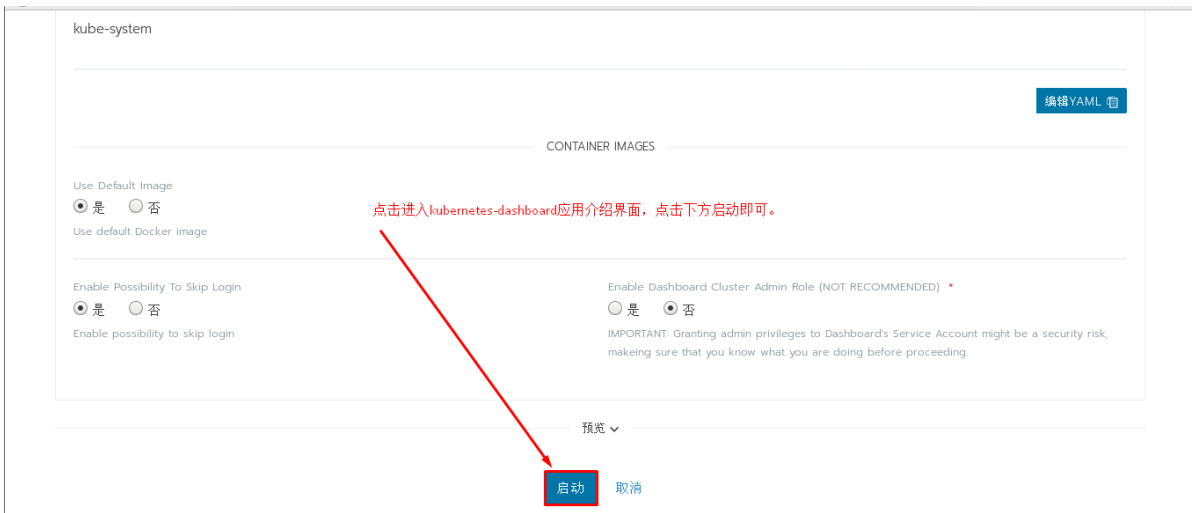 kube-system
编辑YAML
CONTAINER IMAGES
Use Default Image
是 否
点击进入kubernetes-dashboard应用介绍界面，点击下方启动即可。
Use default Docker image
Enable Possibility To Skip Login
是 否
Enable possibility to skip login
Enable Dashboard Cluster Admin Role (NOT RECOMMENDED) *
是 否
IMPORTANT: Granting admin privileges to Dashboard's Service Account might be a security risk,
makeing sure that you know what you are doing before proceeding.
预览
启动 取消